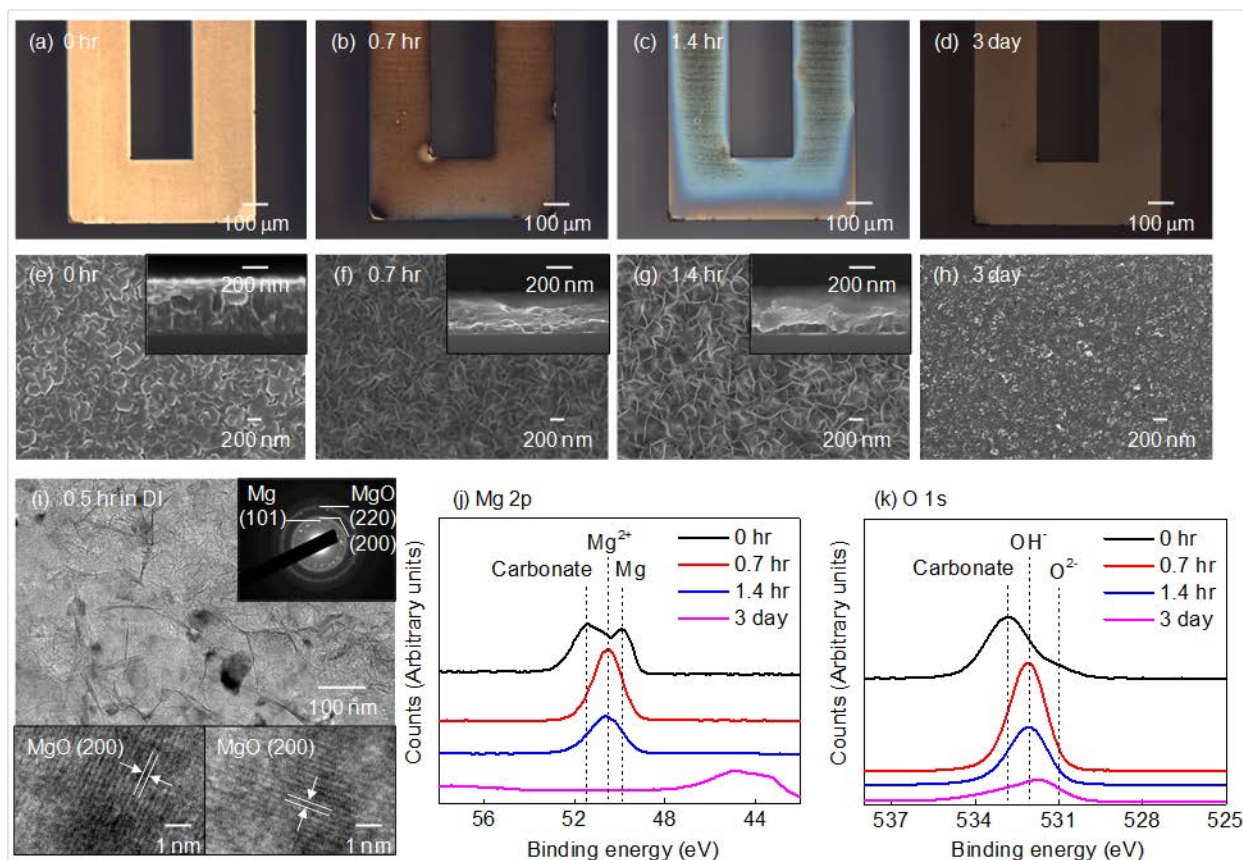 (a) 0 hr
100 μm
(b) 0.7 hr
100 μm
(c) 1.4 hr
100 μm
(d) 3 day
100 μm
(e) 0 hr
200 nm
200 nm
(f) 0.7 hr
200 nm
200 nm
(g) 1.4 hr
200 nm
200 nm
(h) 3 day
200 nm
(i) 0.5 hr in DI
Mg
(101)
MgO
(220)
(200)
100 nm
MgO (200)
1 nm
MgO (200)
1 nm
(j) Mg 2p
Mg²⁺
Carbonate
Mg
0 hr
0.7 hr
1.4 hr
3 day
Counts (Arbitrary units)
56 52 48 44
Binding energy (eV)
(k) O 1s
OH⁻
Carbonate
O²⁻
0 hr
0.7 hr
1.4 hr
3 day
Counts (Arbitrary units)
537 534 531 525
Binding energy (eV)